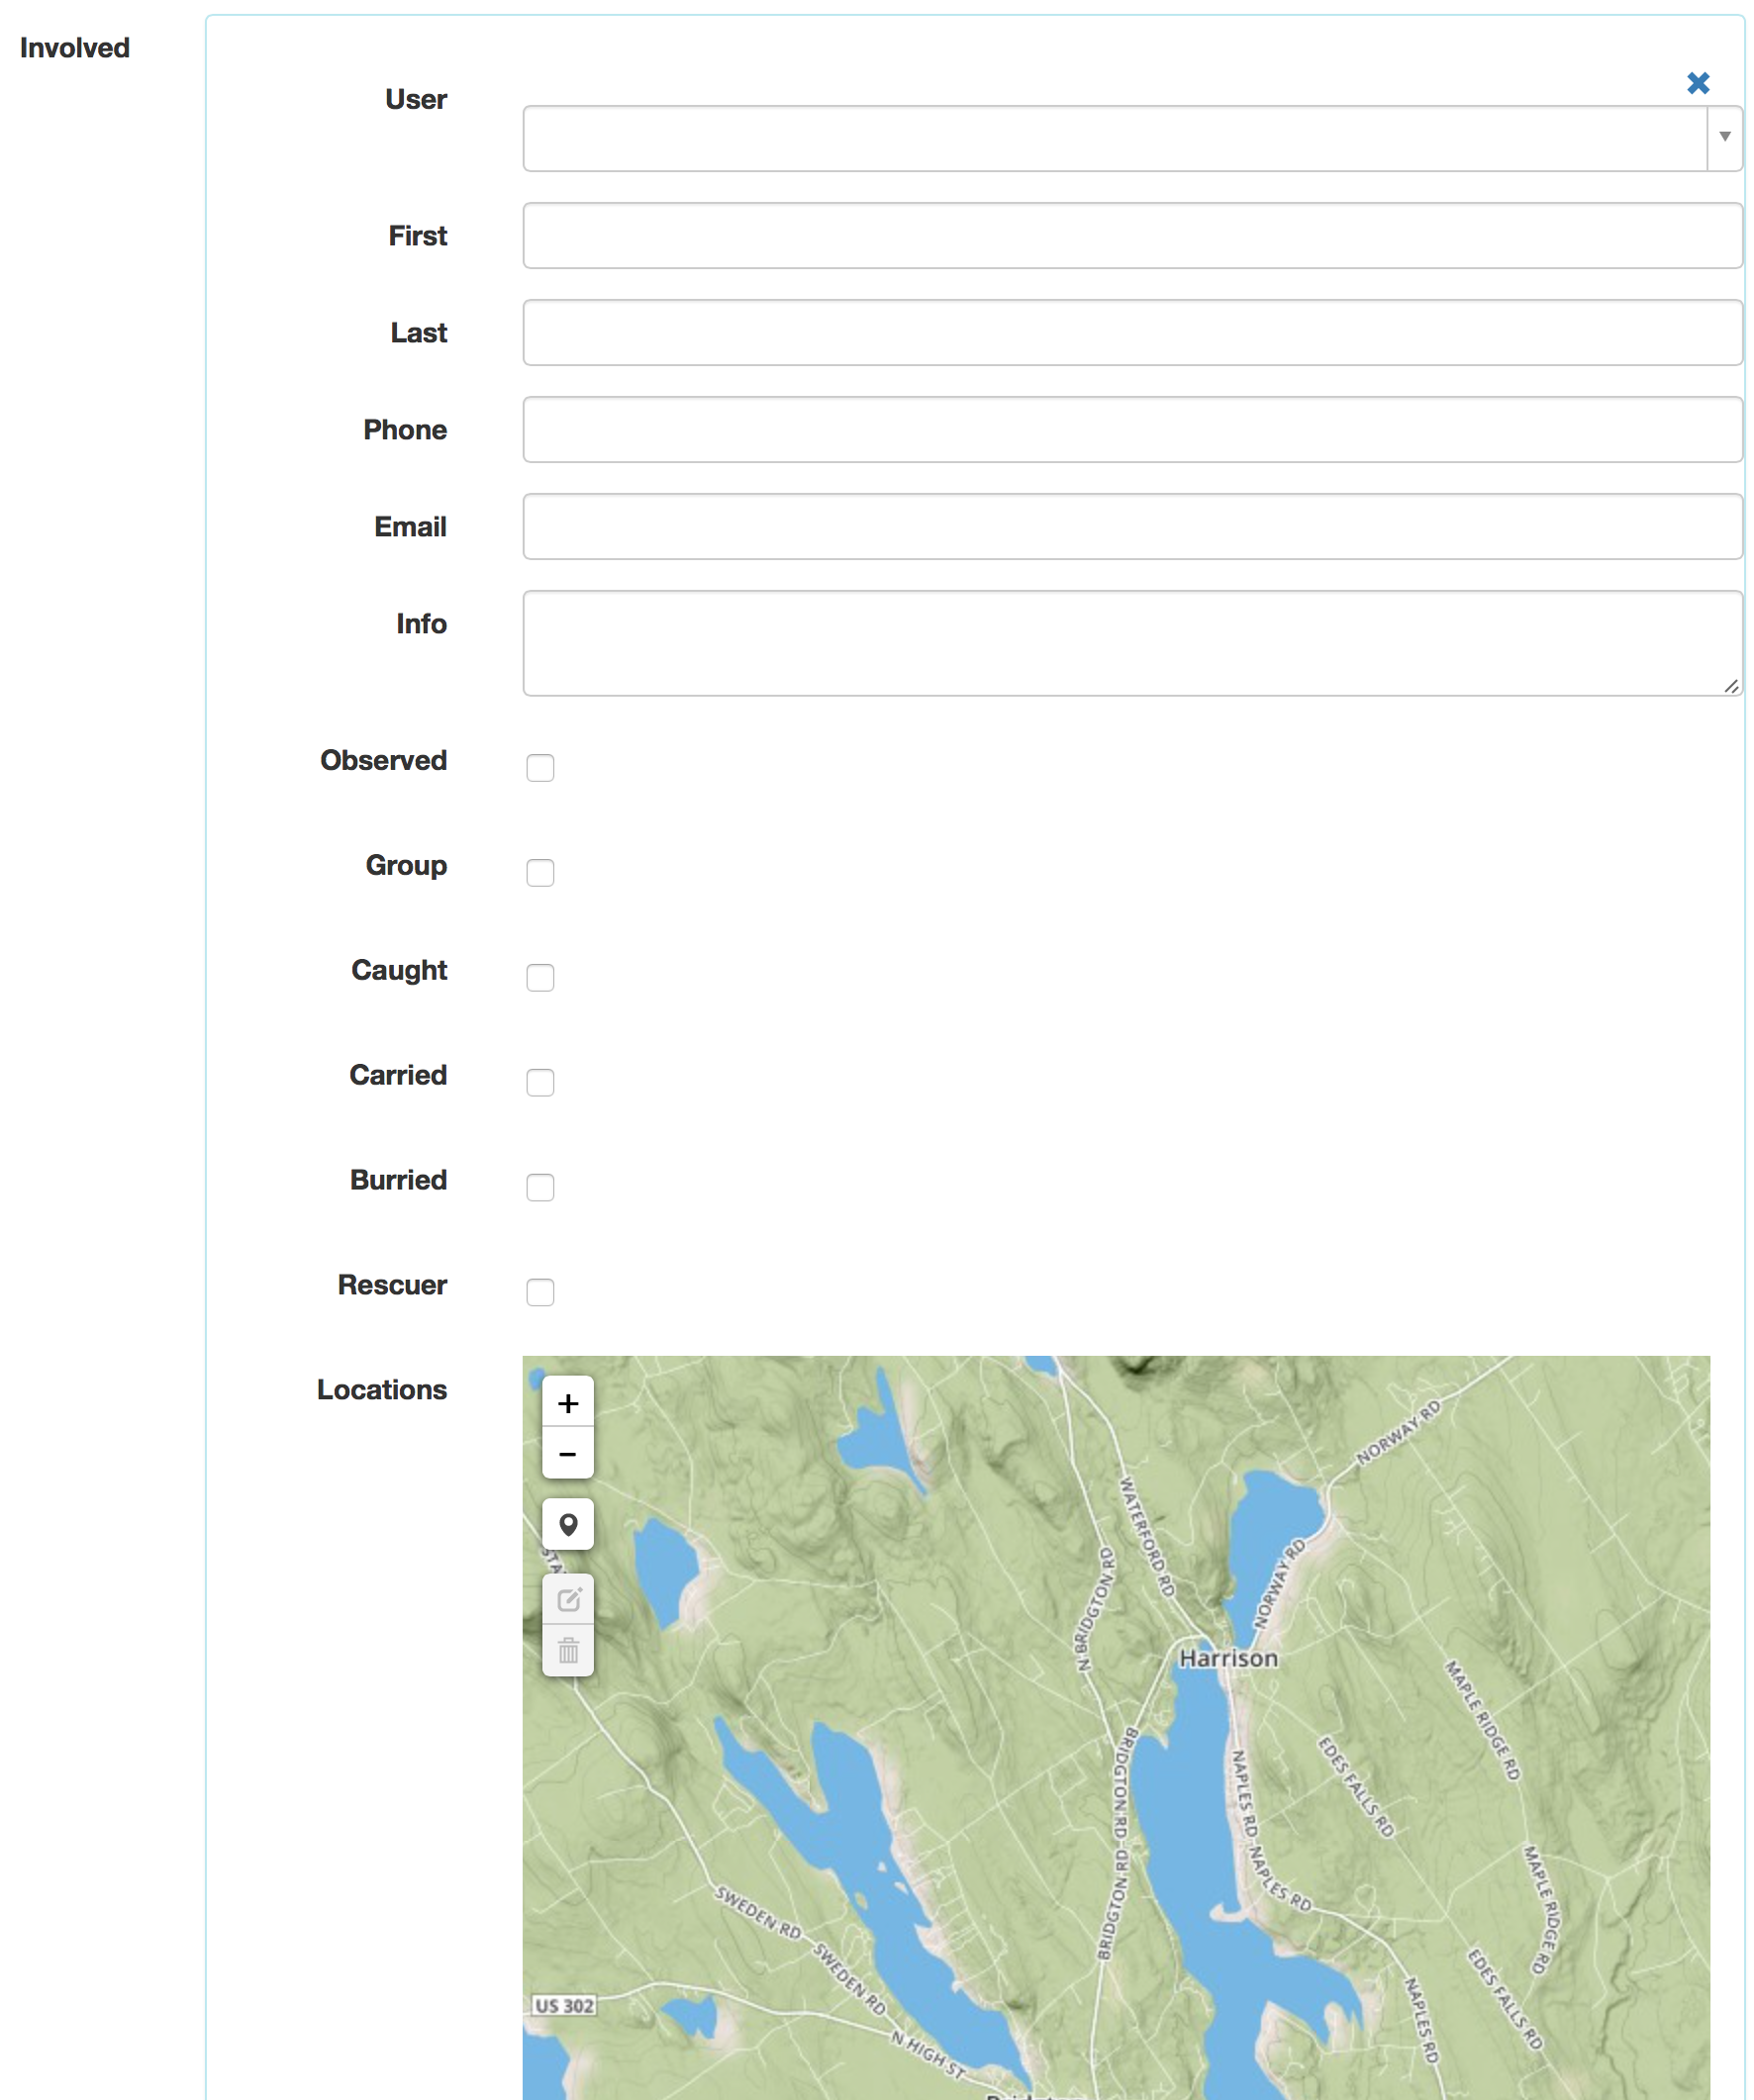 Involved
User
First
Last
Phone
Email
Info
Observed
Group
Caught
Carried
Burried
Rescuer
Locations
+
−
NORWAY RD
WATERFORD RD
N BRIDGTON RD
NORWAY RD
Harrison
MAPLE RIDGE RD
BRIDGTON RD
EDES FALLS RD
NAPLES RD
NAPLES RD
MAPLE RIDGE RD
BRIDGTON RD
SWEDEN RD
SWEDEN RD
EDES FALLS RD
NAPLES RD
US 302
N HIGH ST